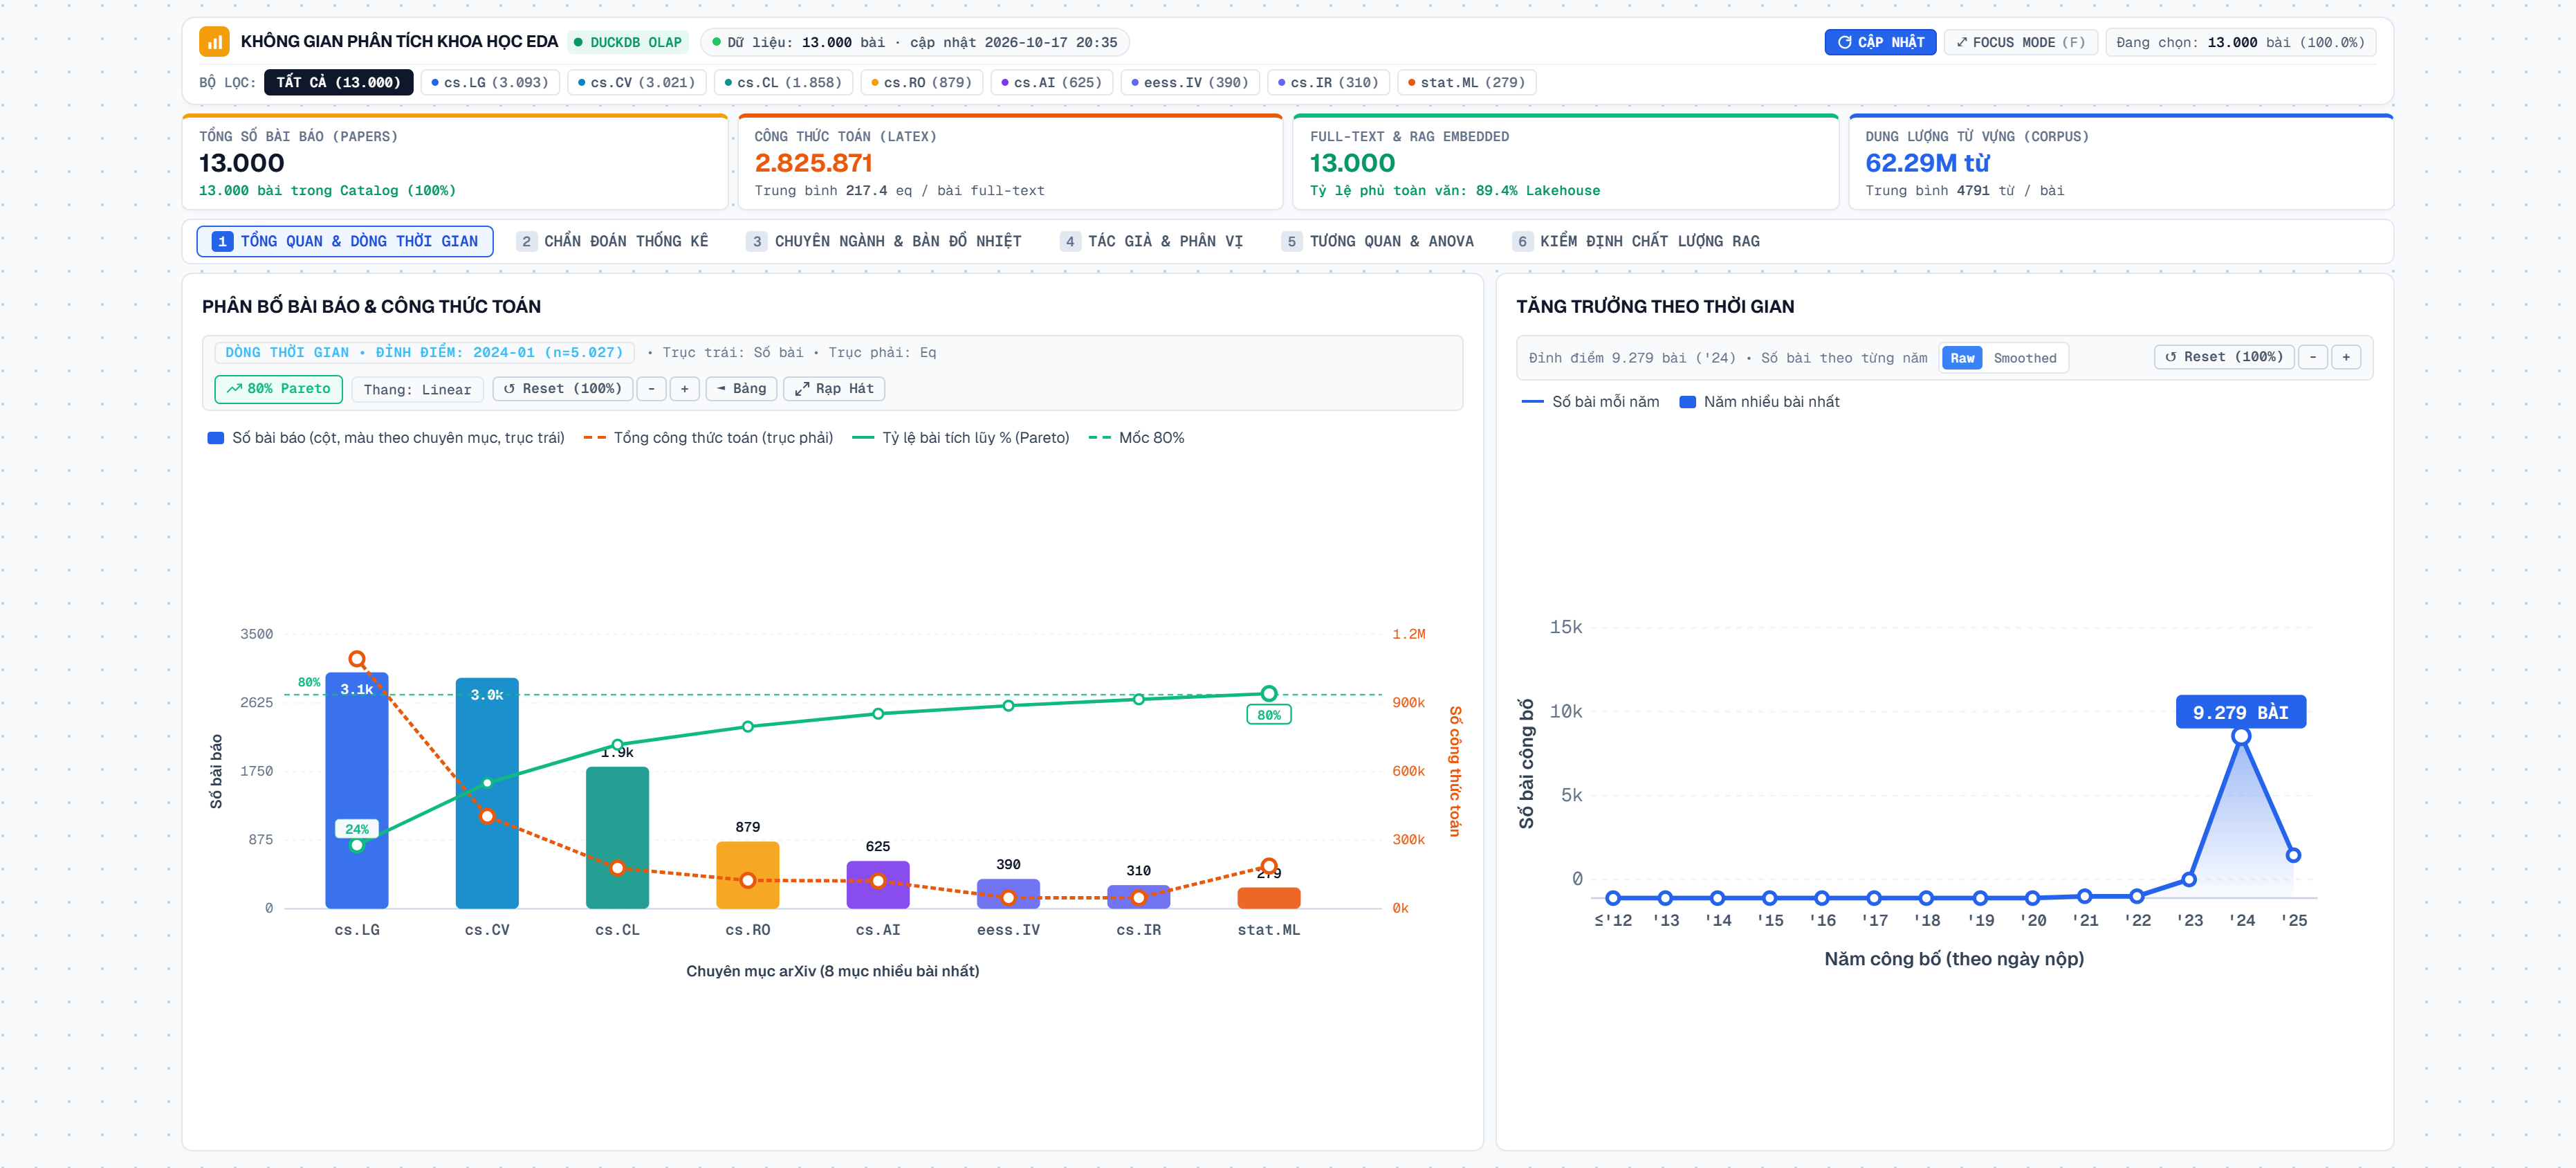 KHÔNG GIAN PHÂN TÍCH KHOA HỌC EDA
DUCKDB OLAP
Dữ liệu: 13.000 bài · cập nhật 2026-10-17 20:35
CẬP NHẬT
FOCUS MODE (F)
Đang chọn: 13.000 bài (100.0%)
BỘ LỌC:
TẤT CẢ (13.000)
cs.LG (3.093)
cs.CV (3.021)
cs.CL (1.858)
cs.RO (879)
cs.AI (625)
eess.IV (390)
cs.IR (310)
stat.ML (279)
TỔNG SỐ BÀI BÁO (PAPERS)
13.000
13.000 bài trong Catalog (100%)
CÔNG THỨC TOÁN (LATEX)
2.825.871
Trung bình 217.4 eq / bài full-text
FULL-TEXT & RAG EMBEDDED
13.000
Tỷ lệ phủ toàn văn: 89.4% Lakehouse
DUNG LƯỢNG TỪ VỰNG (CORPUS)
62.29M từ
Trung bình 4791 từ / bài
1 TỔNG QUAN & DÒNG THỜI GIAN
2 CHẨN ĐOÁN THỐNG KÊ
3 CHUYÊN NGÀNH & BẢN ĐỒ NHIỆT
4 TÁC GIẢ & PHÂN VỊ
5 TƯƠNG QUAN & ANOVA
6 KIỂM ĐỊNH CHẤT LƯỢNG RAG
PHÂN BỐ BÀI BÁO & CÔNG THỨC TOÁN
DÒNG THỜI GIAN • ĐỈNH ĐIỂM: 2024-01 (n=5.027)
• Trục trái: Số bài • Trục phải: Eq
80% Pareto
Thang: Linear
↺ Reset (100%)
-
+
Bảng
Rạp Hát
Số bài báo (cột, màu theo chuyên mục, trục trái)
Tổng công thức toán (trục phải)
Tỷ lệ bài tích lũy % (Pareto)
Mốc 80%
3500
2625
1750
875
0
Số bài báo
80%
3.1k
3.0k
1.9k
879
625
390
310
279
24%
80%
1.2M
900k
600k
300k
0k
Số công thức toán
cs.LG
cs.CV
cs.CL
cs.RO
cs.AI
eess.IV
cs.IR
stat.ML
Chuyên mục arXiv (8 mục nhiều bài nhất)
TĂNG TRƯỞNG THEO THỜI GIAN
Đỉnh điểm 9.279 bài ('24) • Số bài theo từng năm
Raw
Smoothed
↺ Reset (100%)
-
+
Số bài mỗi năm
Năm nhiều bài nhất
15k
10k
5k
0
Số bài công bố
9.279 BÀI
≤'12
'13
'14
'15
'16
'17
'18
'19
'20
'21
'22
'23
'24
'25
Năm công bố (theo ngày nộp)